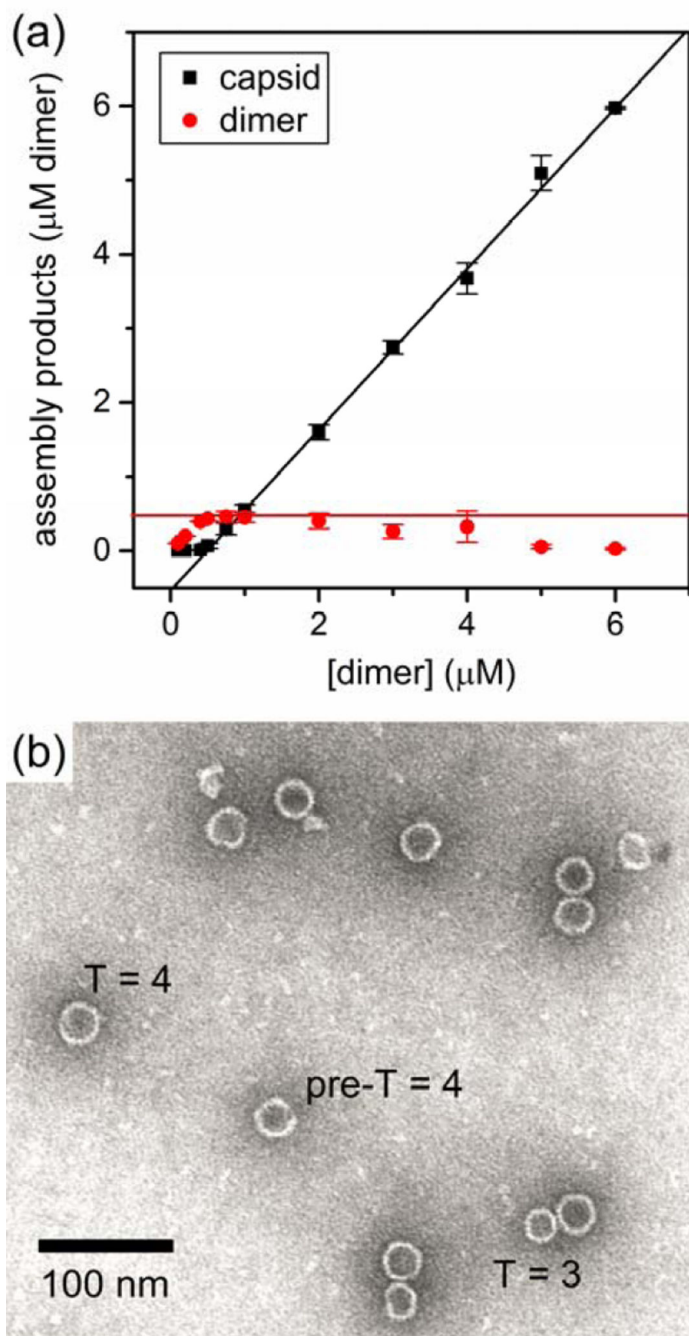 (a)
capsid
dimer
assembly products (μM dimer)
6
4
2
0
0 2 4 6
[dimer] (μM)
(b)
T = 4
pre-T = 4
100 nm
T = 3